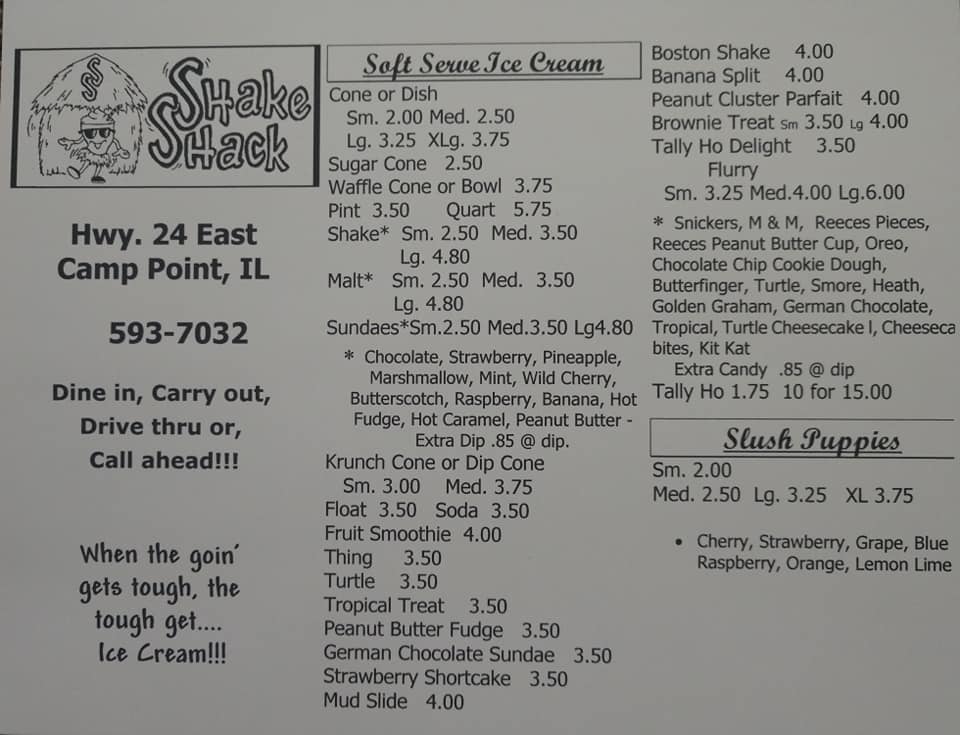 SS
Shake
Shack
Hwy. 24 East
Camp Point, IL
593-7032
Dine in, Carry out,
Drive thru or,
Call ahead!!!
When the goin'
gets tough, the
tough get....
Ice Cream!!!
Soft Serve Ice Cream
Cone or Dish
Sm. 2.00 Med. 2.50
Lg. 3.25 XLg. 3.75
Sugar Cone 2.50
Waffle Cone or Bowl 3.75
Pint 3.50 Quart 5.75
Shake* Sm. 2.50 Med. 3.50
Lg. 4.80
Malt* Sm. 2.50 Med. 3.50
Lg. 4.80
Sundaes*Sm.2.50 Med.3.50 Lg4.80
* Chocolate, Strawberry, Pineapple,
Marshmallow, Mint, Wild Cherry,
Butterscotch, Raspberry, Banana, Hot
Fudge, Hot Caramel, Peanut Butter -
Extra Dip .85 @ dip.
Krunch Cone or Dip Cone
Sm. 3.00 Med. 3.75
Float 3.50 Soda 3.50
Fruit Smoothie 4.00
Thing 3.50
Turtle 3.50
Tropical Treat 3.50
Peanut Butter Fudge 3.50
German Chocolate Sundae 3.50
Strawberry Shortcake 3.50
Mud Slide 4.00
Boston Shake 4.00
Banana Split 4.00
Peanut Cluster Parfait 4.00
Brownie Treat Sm 3.50 Lg 4.00
Tally Ho Delight 3.50
Flurry
Sm. 3.25 Med.4.00 Lg.6.00
* Snickers, M & M, Reeces Pieces,
Reeces Peanut Butter Cup, Oreo,
Chocolate Chip Cookie Dough,
Butterfinger, Turtle, Smore, Heath,
Golden Graham, German Chocolate,
Tropical, Turtle Cheesecake l, Cheeseca
bites, Kit Kat
Extra Candy .85 @ dip
Tally Ho 1.75 10 for 15.00
Slush Puppies
Sm. 2.00
Med. 2.50 Lg. 3.25 XL 3.75
• Cherry, Strawberry, Grape, Blue
Raspberry, Orange, Lemon Lime